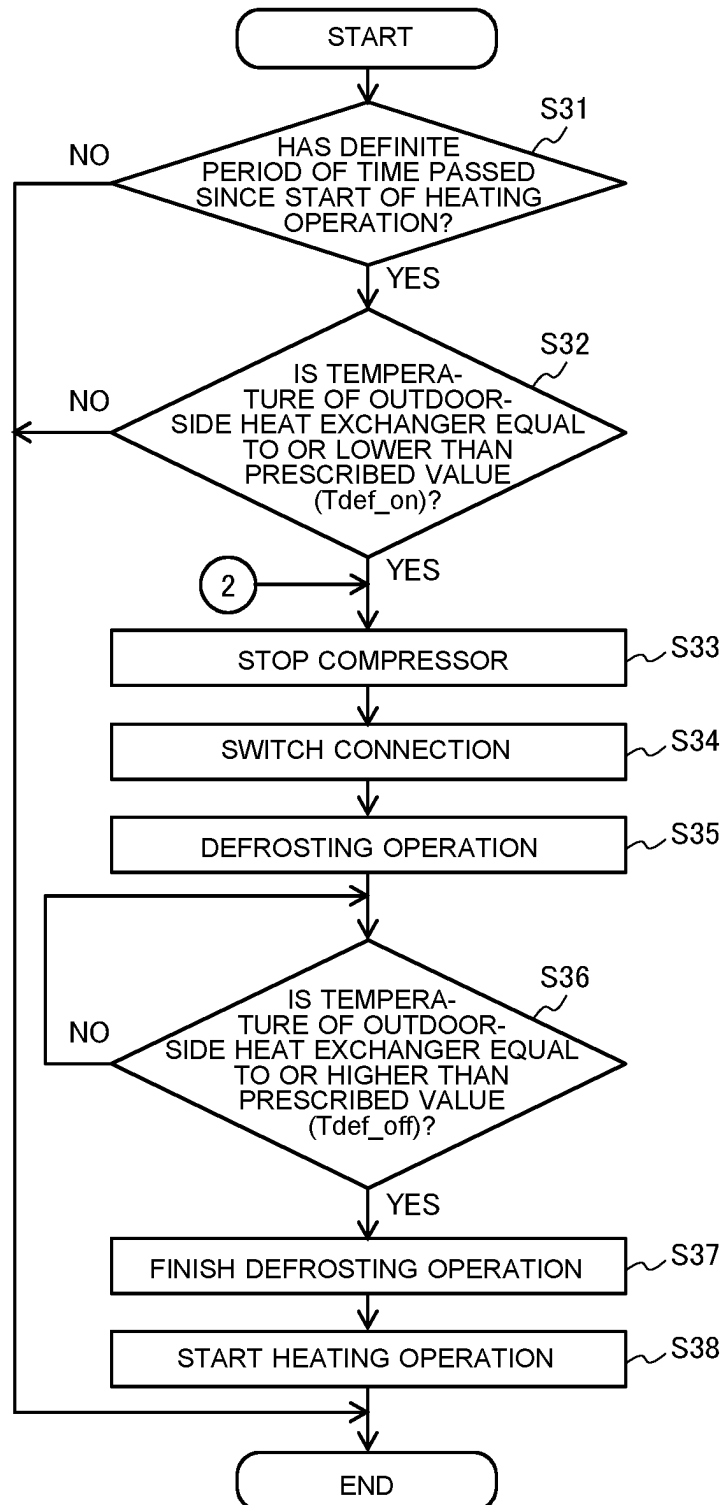 START
S31
HAS DEFINITE
PERIOD OF TIME PASSED
SINCE START OF HEATING
OPERATION?
NO
YES
S32
IS TEMPERA-
TURE OF OUTDOOR-
SIDE HEAT EXCHANGER EQUAL
TO OR LOWER THAN
PRESCRIBED VALUE
(Tdef_on)?
NO
YES
2
STOP COMPRESSOR
S33
SWITCH CONNECTION
S34
DEFROSTING OPERATION
S35
S36
IS TEMPERA-
TURE OF OUTDOOR-
SIDE HEAT EXCHANGER EQUAL
TO OR HIGHER THAN
PRESCRIBED VALUE
(Tdef_off)?
NO
YES
FINISH DEFROSTING OPERATION
S37
START HEATING OPERATION
S38
END